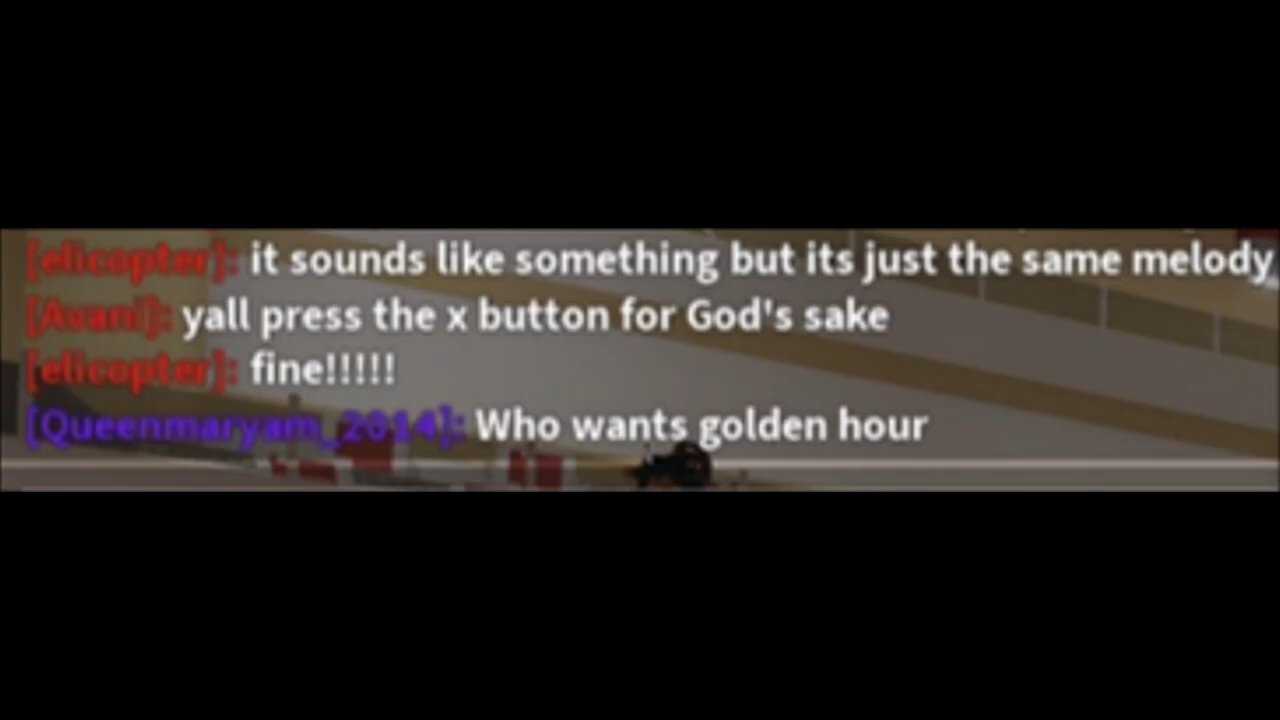 [elicopter]: it sounds like something but its just the same melody
[Avani]: yall press the x button for God's sake
[elicopter]: fine!!!!!
[Queenmaryam_2014]: Who wants golden hour